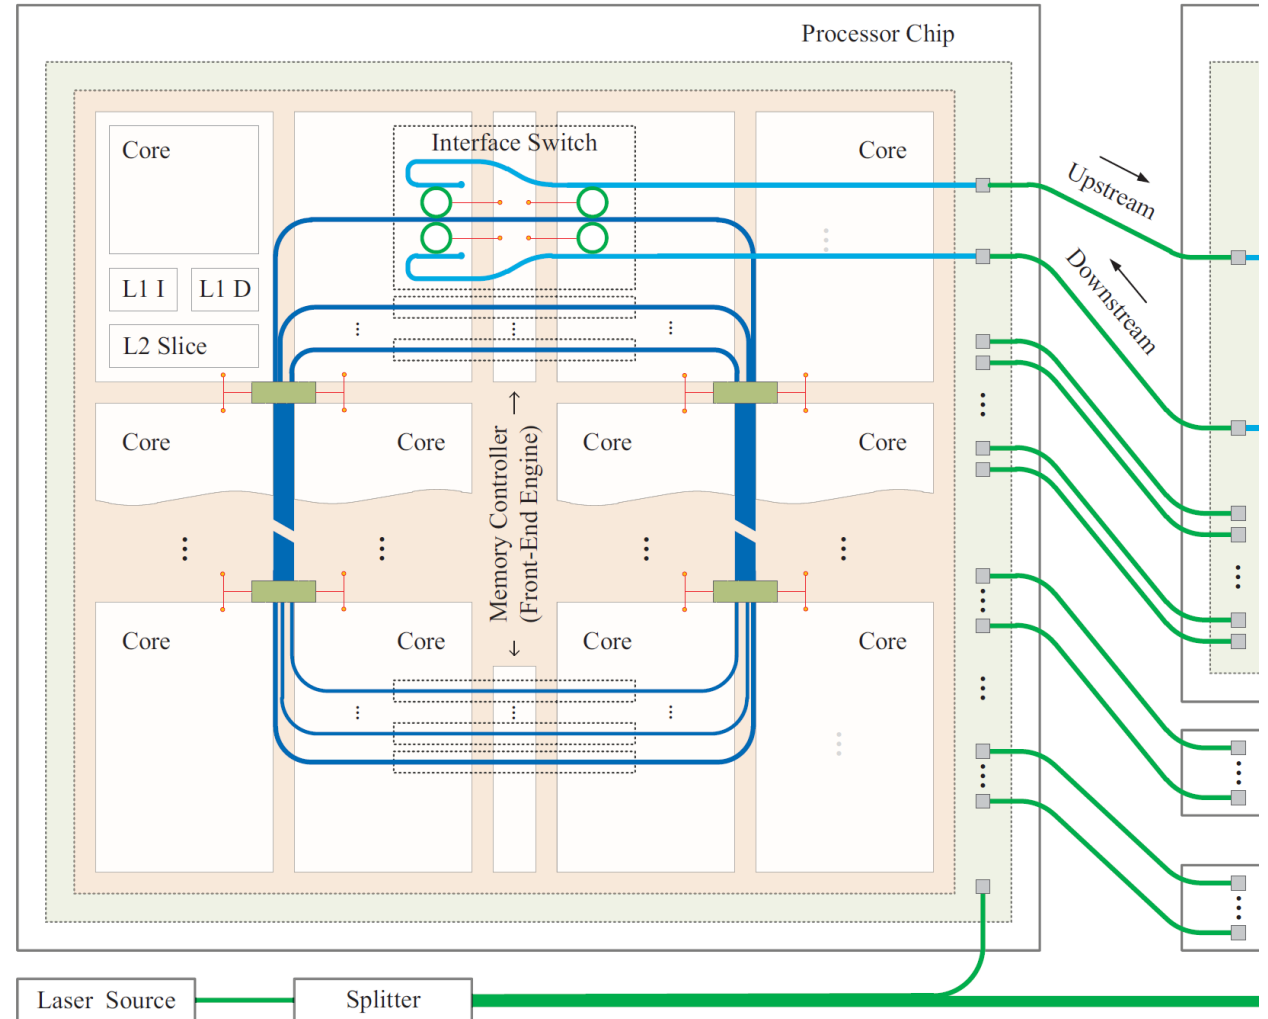 Processor Chip
Interface Switch
Core
Core
L1 I
L1 D
L2 Slice
Upstream
Downstream
Core
Core
Core
Core
Memory Controller
(Front-End Engine)
Core
Core
Core
Core
Laser Source
Splitter